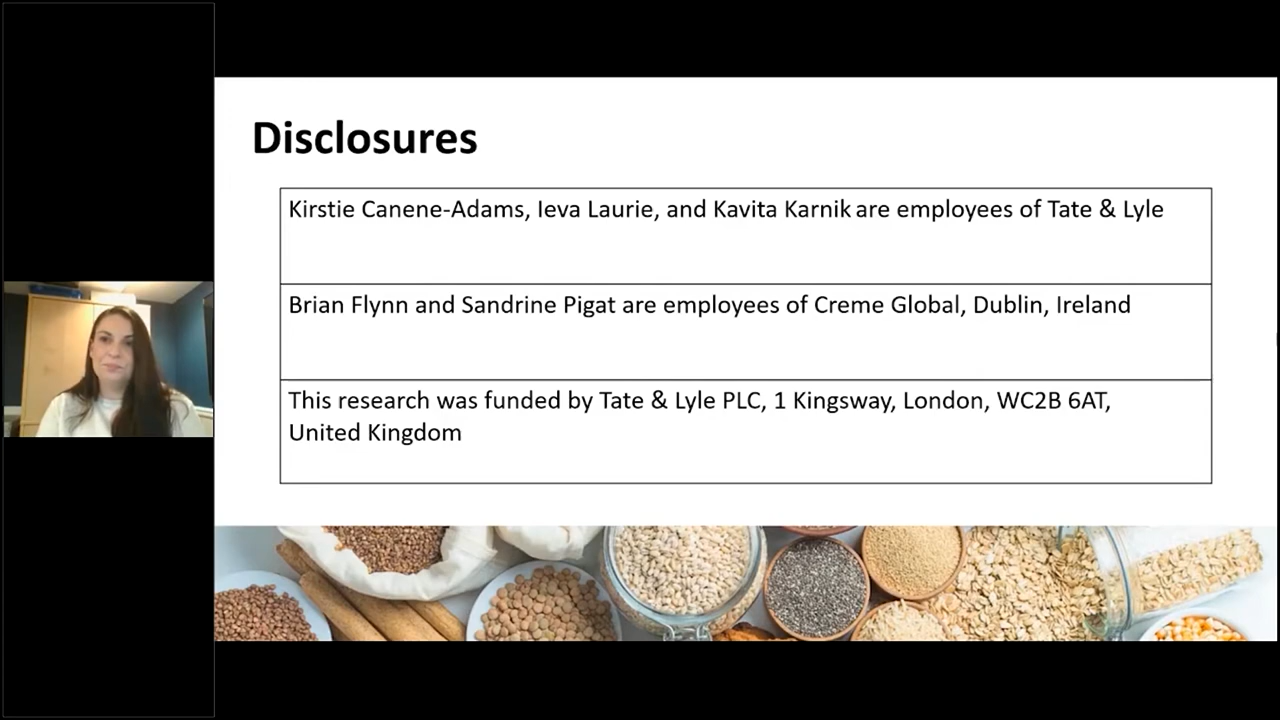 Disclosures
Kirstie Canene-Adams, Ieva Laurie, and Kavita Karnik are employees of Tate & Lyle
Brian Flynn and Sandrine Pigat are employees of Creme Global, Dublin, Ireland
This research was funded by Tate & Lyle PLC, 1 Kingsway, London, WC2B 6AT,
United Kingdom